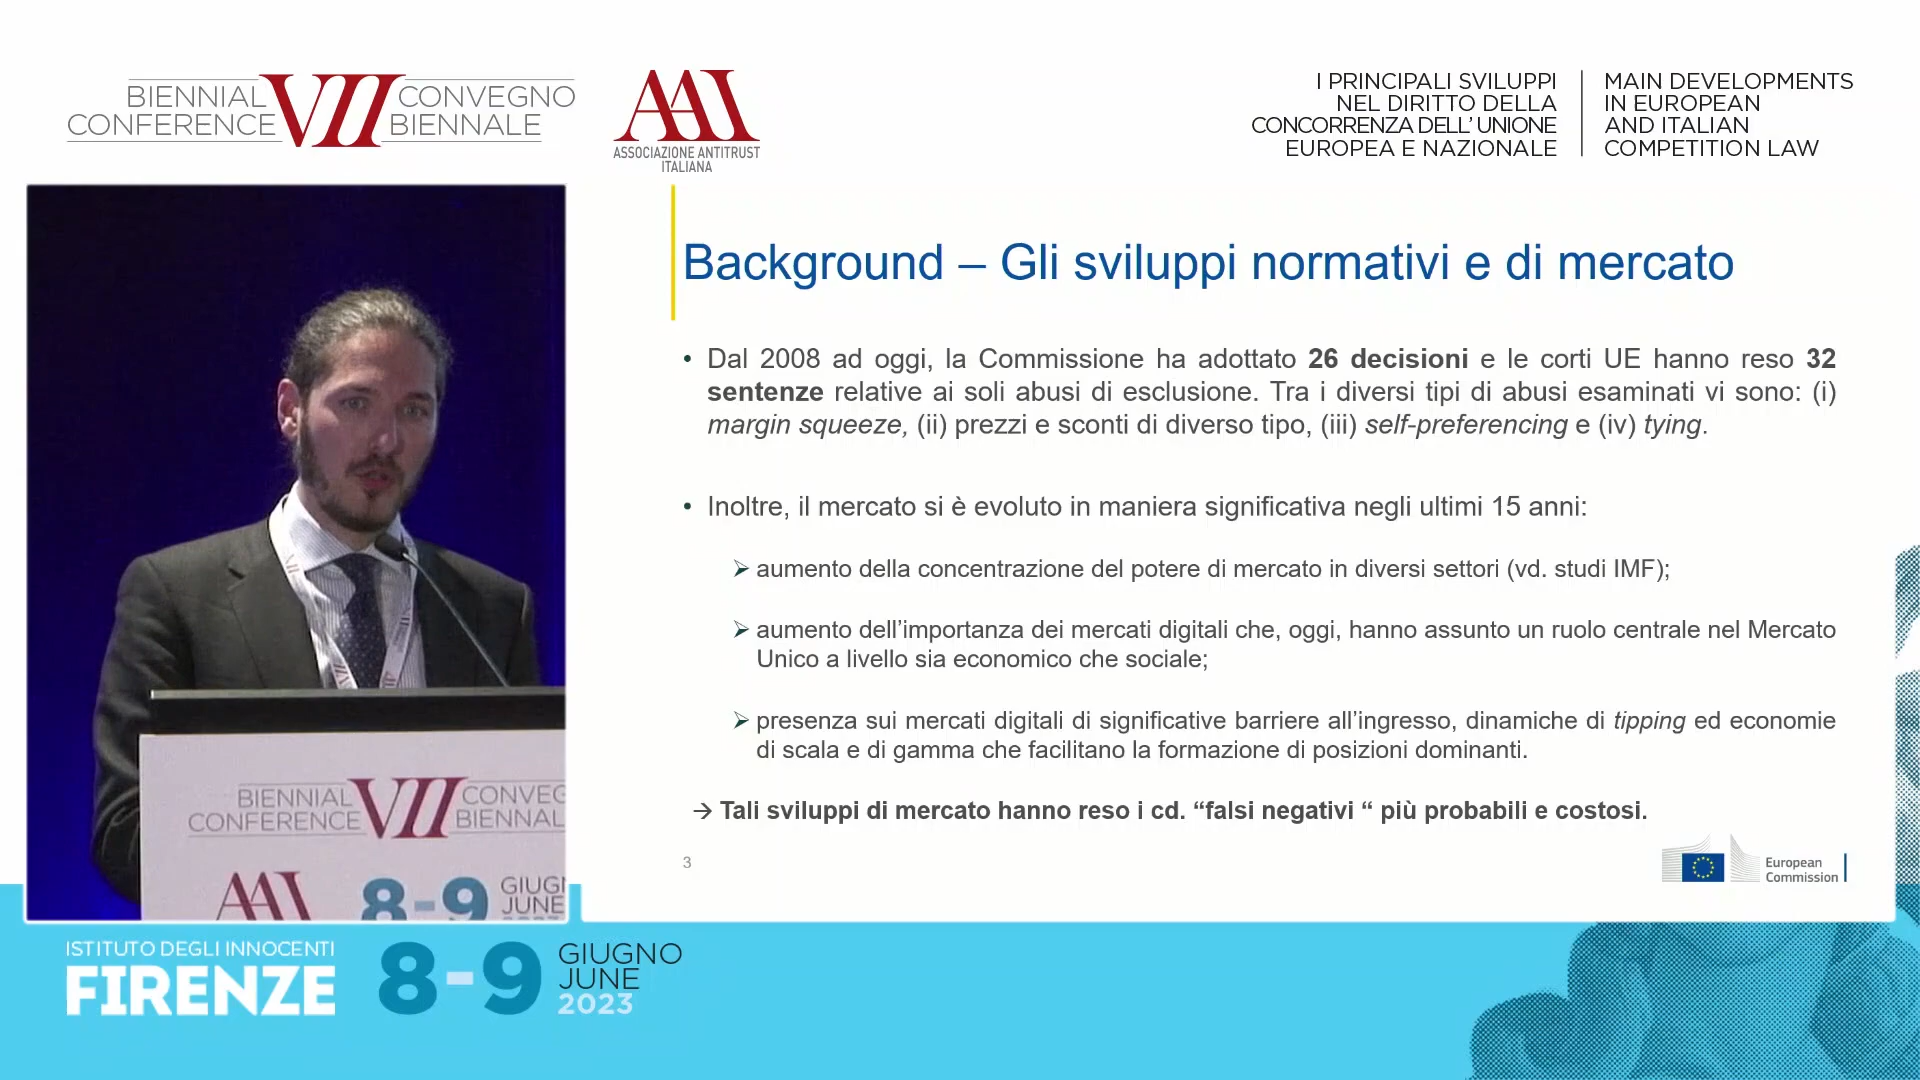 BIENNIAL CONFERENCE VII CONVEGNO BIENNALE
AAI
ASSOCIAZIONE ANTITRUST
ITALIANA
I PRINCIPALI SVILUPPI
NEL DIRITTO DELLA
CONCORRENZA DELL' UNIONE
EUROPEA E NAZIONALE
MAIN DEVELOPMENTS
IN EUROPEAN
AND ITALIAN
COMPETITION LAW
Background – Gli sviluppi normativi e di mercato
• Dal 2008 ad oggi, la Commissione ha adottato 26 decisioni e le corti UE hanno reso 32
sentenze relative ai soli abusi di esclusione. Tra i diversi tipi di abusi esaminati vi sono: (i)
margin squeeze, (ii) prezzi e sconti di diverso tipo, (iii) self-preferencing e (iv) tying.
• Inoltre, il mercato si è evoluto in maniera significativa negli ultimi 15 anni:
➢ aumento della concentrazione del potere di mercato in diversi settori (vd. studi IMF);
➢ aumento dell’importanza dei mercati digitali che, oggi, hanno assunto un ruolo centrale nel Mercato
Unico a livello sia economico che sociale;
➢ presenza sui mercati digitali di significative barriere all’ingresso, dinamiche di tipping ed economie
di scala e di gamma che facilitano la formazione di posizioni dominanti.
→ Tali sviluppi di mercato hanno reso i cd. “falsi negativi “ più probabili e costosi.
3
European
Commission
BIENNIAL CONFERENCE VII CONVEG BIENNAL
AAI
8-9
GIUG
JUNE
ISTITUTO DEGLI INNOCENTI
FIRENZE
8-9
GIUGNO
JUNE
2023